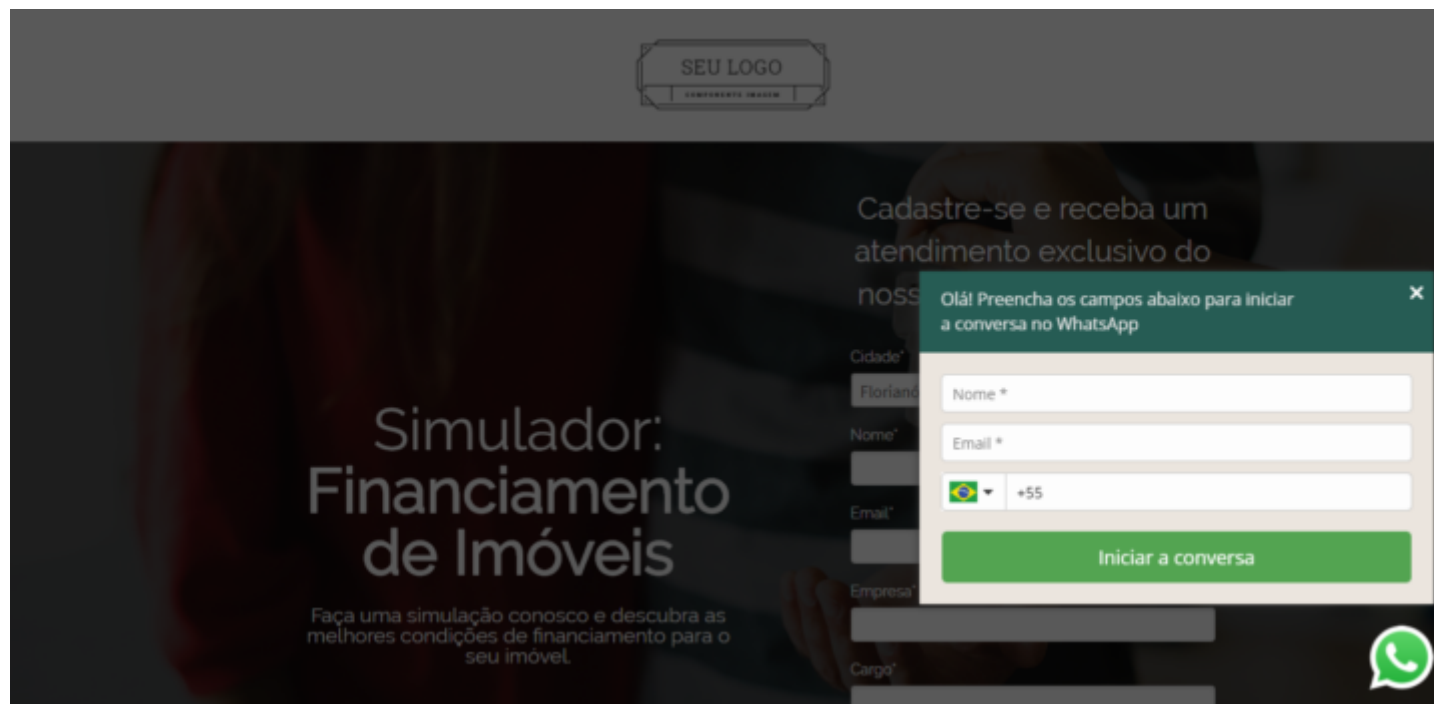 SEU LOGO
COMPONENTE IMAGEM
Cadastre-se e receba um
atendimento exclusivo do
Simulador:
Financiamento
de Imóveis
Faça uma simulação conosco e descubra as
melhores condições de financiamento para o
seu imóvel.
Cidade*
Nome*
Email*
Empresa*
Cargo*
Olá! Preencha os campos abaixo para iniciar
a conversa no WhatsApp
×
Nome *
Email *
+55
Iniciar a conversa